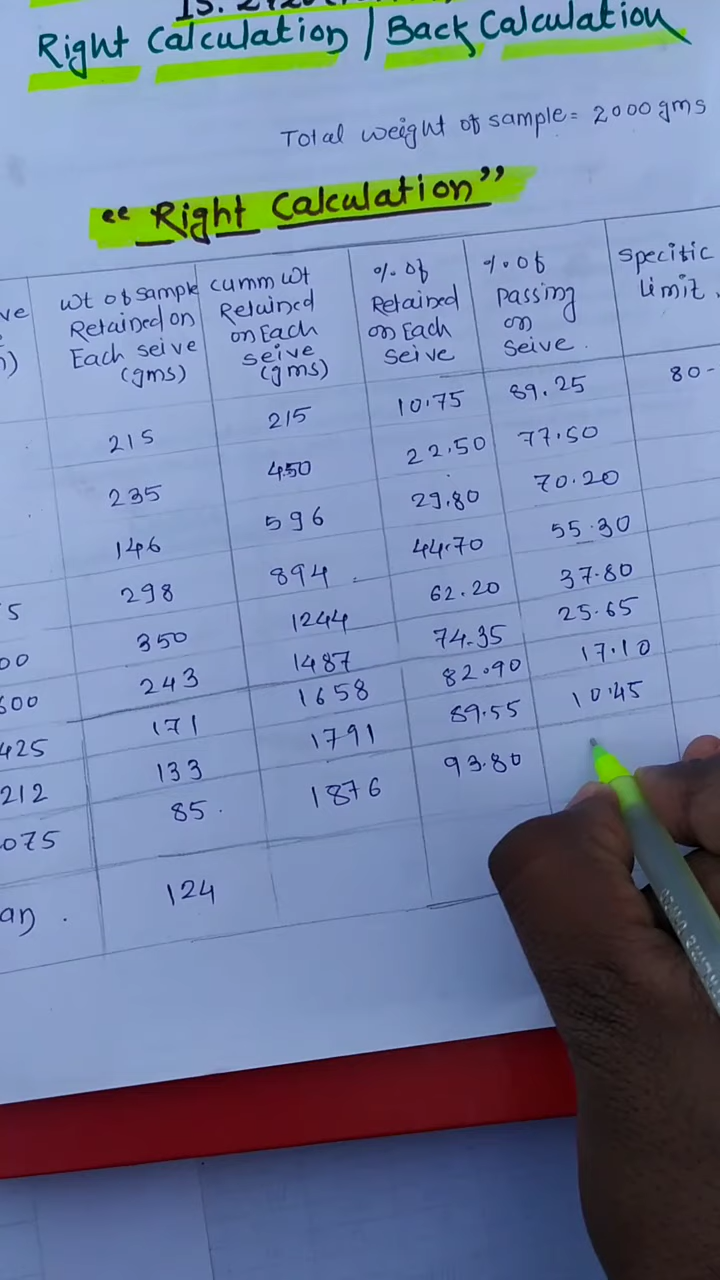 Right Calculation / Back Calculation
Total weight of sample = 2000 gms
“Right Calculation”
Wt of sample Retained on Each seive (gms)
cumm wt Retained on Each seive (gms)
% of Retained on Each seive
% of Passing on seive.
specific limit.
215 215 10.75 89.25 80-
235 450 22.50 77.50
146 596 29.80 70.20
298 894 44.70 55.30
350 1244 62.20 37.80
243 1487 74.35 25.65
171 1658 82.90 17.10
425 133 1791 89.55 10.45
212 85. 1876 93.80
075
an . 124